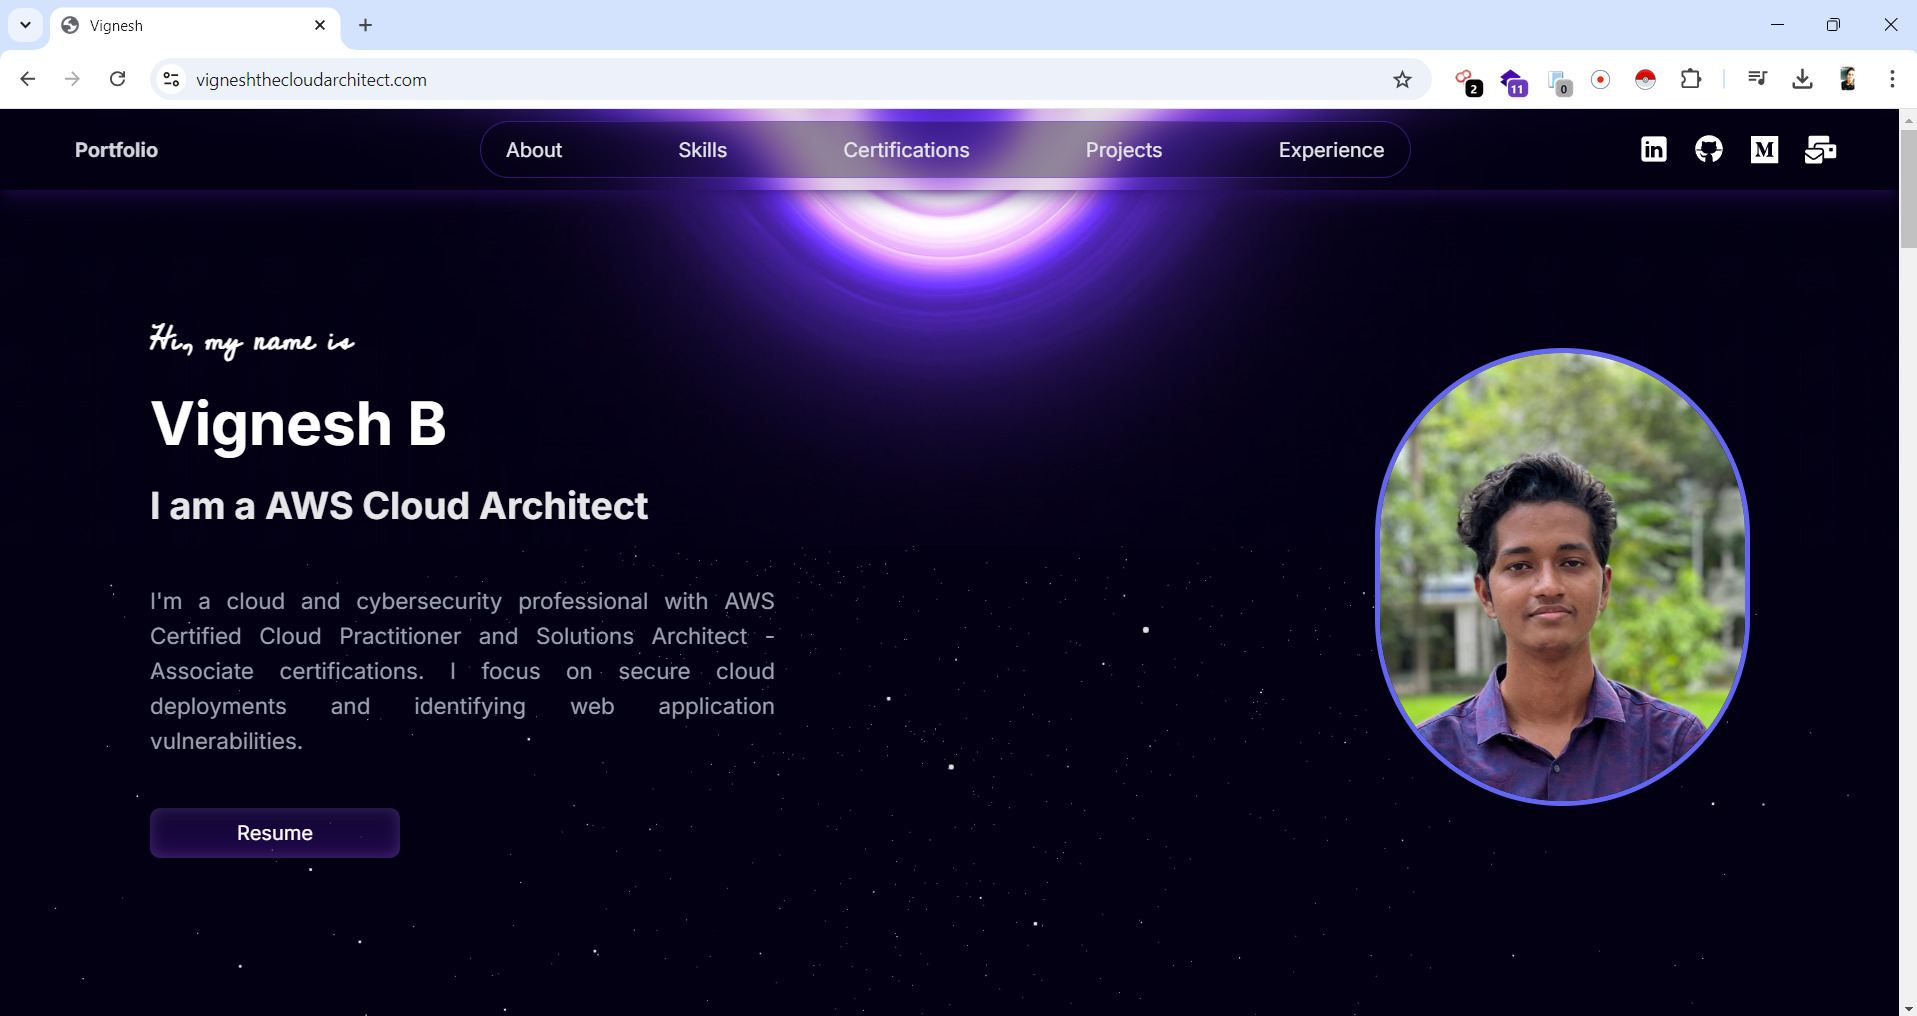 Vignesh
vigneshthecloudarchitect.com
2
11
0
Portfolio
About
Skills
Certifications
Projects
Experience
in
M
Hi, my name is
Vignesh B
I am a AWS Cloud Architect
I'm a cloud and cybersecurity professional with AWS
Certified Cloud Practitioner and Solutions Architect -
Associate certifications. I focus on secure cloud
deployments and identifying web application
vulnerabilities.
Resume